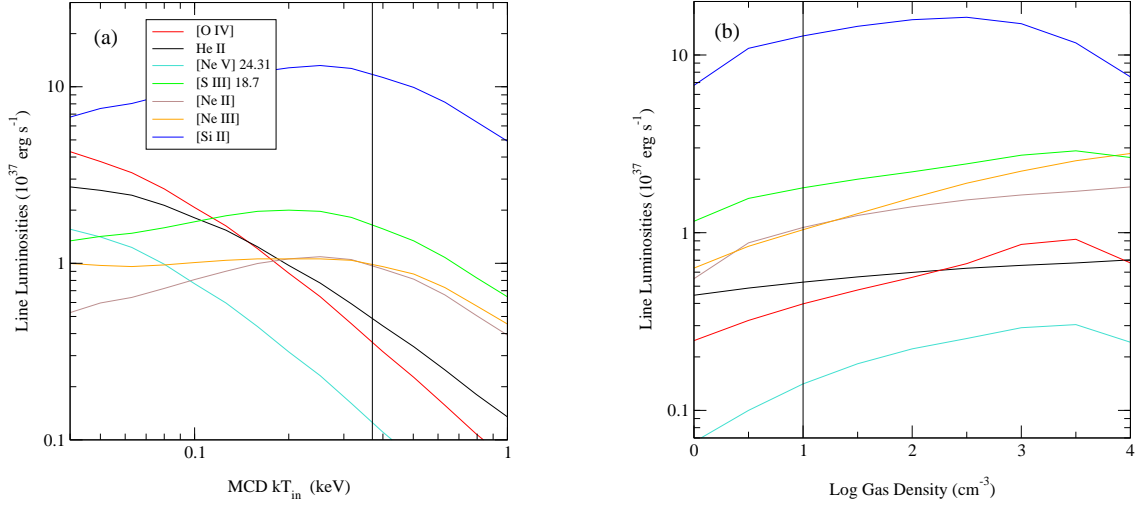 (a)
[O IV]
He II
[Ne V] 24.31
[S III] 18.7
[Ne II]
[Ne III]
[Si II]
10
1
0.1
0.1
1
Line Luminosities (10^37 erg s^-1)
MCD kT_in (keV)
(b)
10
1
0.1
0
1
2
3
4
Line Luminosities (10^37 erg s^-1)
Log Gas Density (cm^-3)